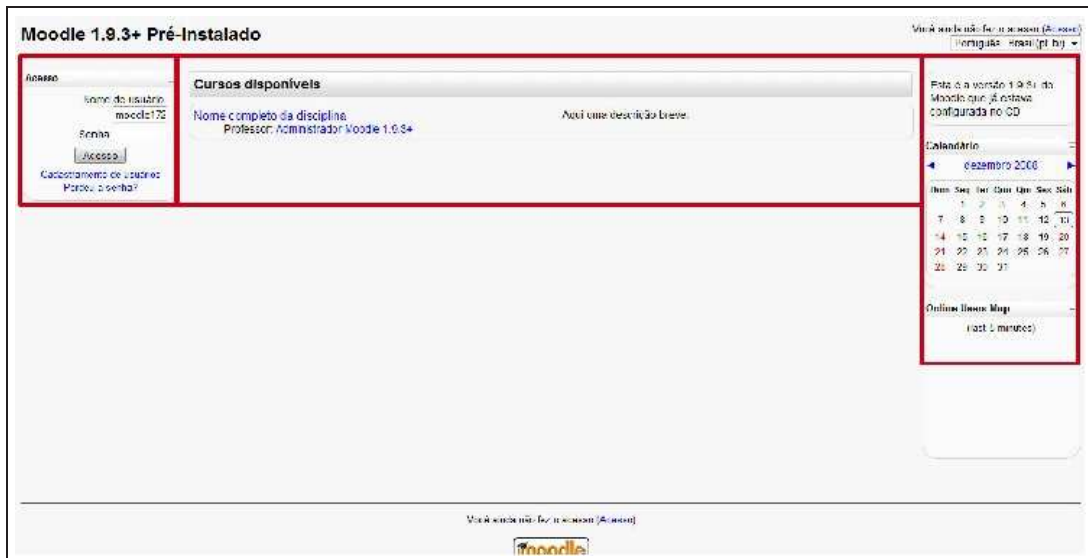 Moodle 1.9.3+ Pré-Instalado
Você ainda não fez o acesso (Acesso)
Português - Brasil (pt_br)
Acesso
Nome de usuário
moodle172
Senha
Acesso
Cadastramento de usuários
Perdeu a senha?
Cursos disponíveis
Nome completo da disciplina
Professor: Administrador Moodle 1.9.3+
Aqui uma descrição breve.
Esta é a versão 1.9.3+ do
Moodle que já estava
configurada no CD
Calendário
dezembro 2008
Dom Seg Ter Qua Qui Sex Sáb
1 2 3 4 5 6
7 8 9 10 11 12 13
14 15 16 17 18 19 20
21 22 23 24 25 26 27
28 29 30 31
Online Users Map
(last 5 minutes)
Você ainda não fez o acesso (Acesso)
moodle